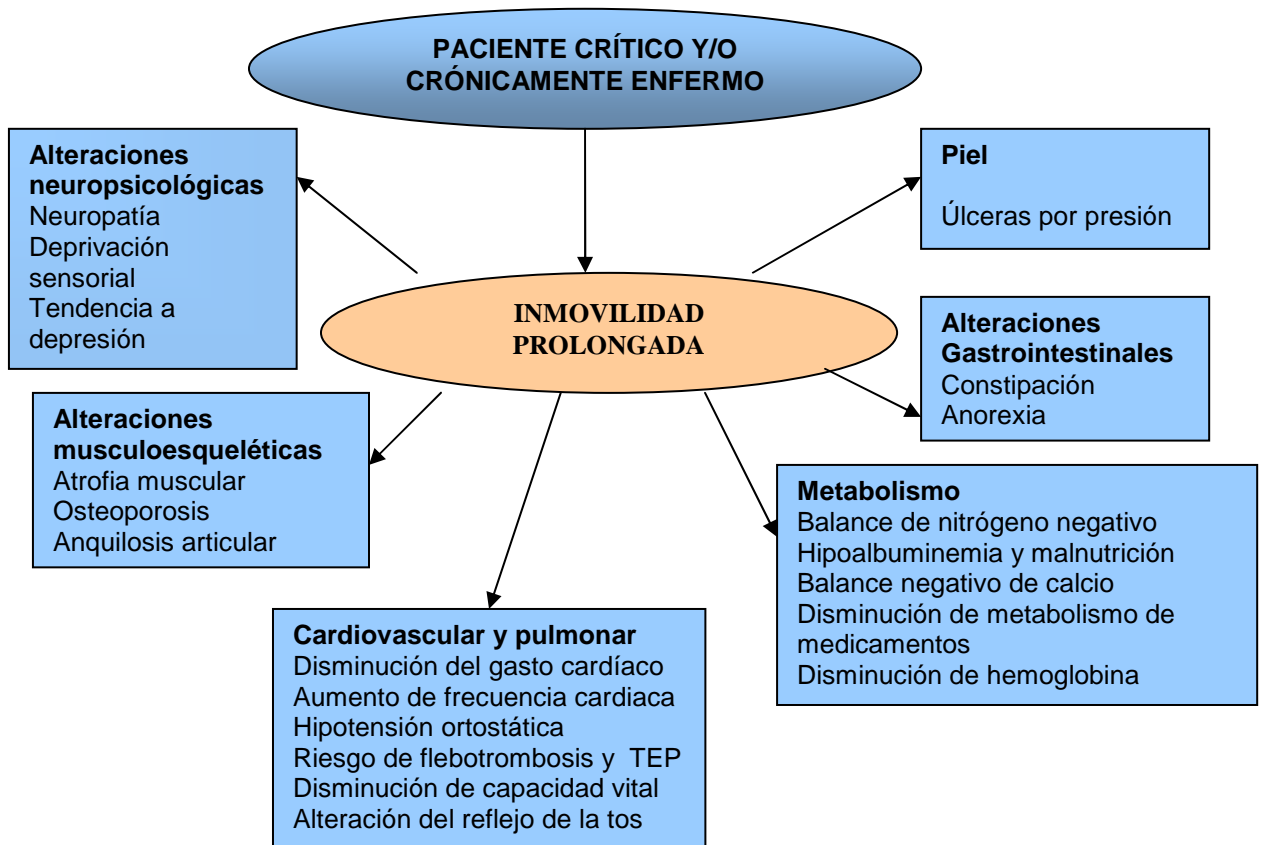 PACIENTE CRÍTICO Y/O
CRÓNICAMENTE ENFERMO
Alteraciones
neuropsicológicas
Neuropatía
Deprivación
sensorial
Tendencia a
depresión
Piel
Úlceras por presión
INMOVILIDAD
PROLONGADA
Alteraciones
Gastrointestinales
Constipación
Anorexia
Alteraciones
musculoesqueléticas
Atrofia muscular
Osteoporosis
Anquilosis articular
Metabolismo
Balance de nitrógeno negativo
Hipoalbuminemia y malnutrición
Balance negativo de calcio
Disminución de metabolismo de
medicamentos
Disminución de hemoglobina
Cardiovascular y pulmonar
Disminución del gasto cardíaco
Aumento de frecuencia cardiaca
Hipotensión ortostática
Riesgo de flebotrombosis y  TEP
Disminución de capacidad vital
Alteración del reflejo de la tos